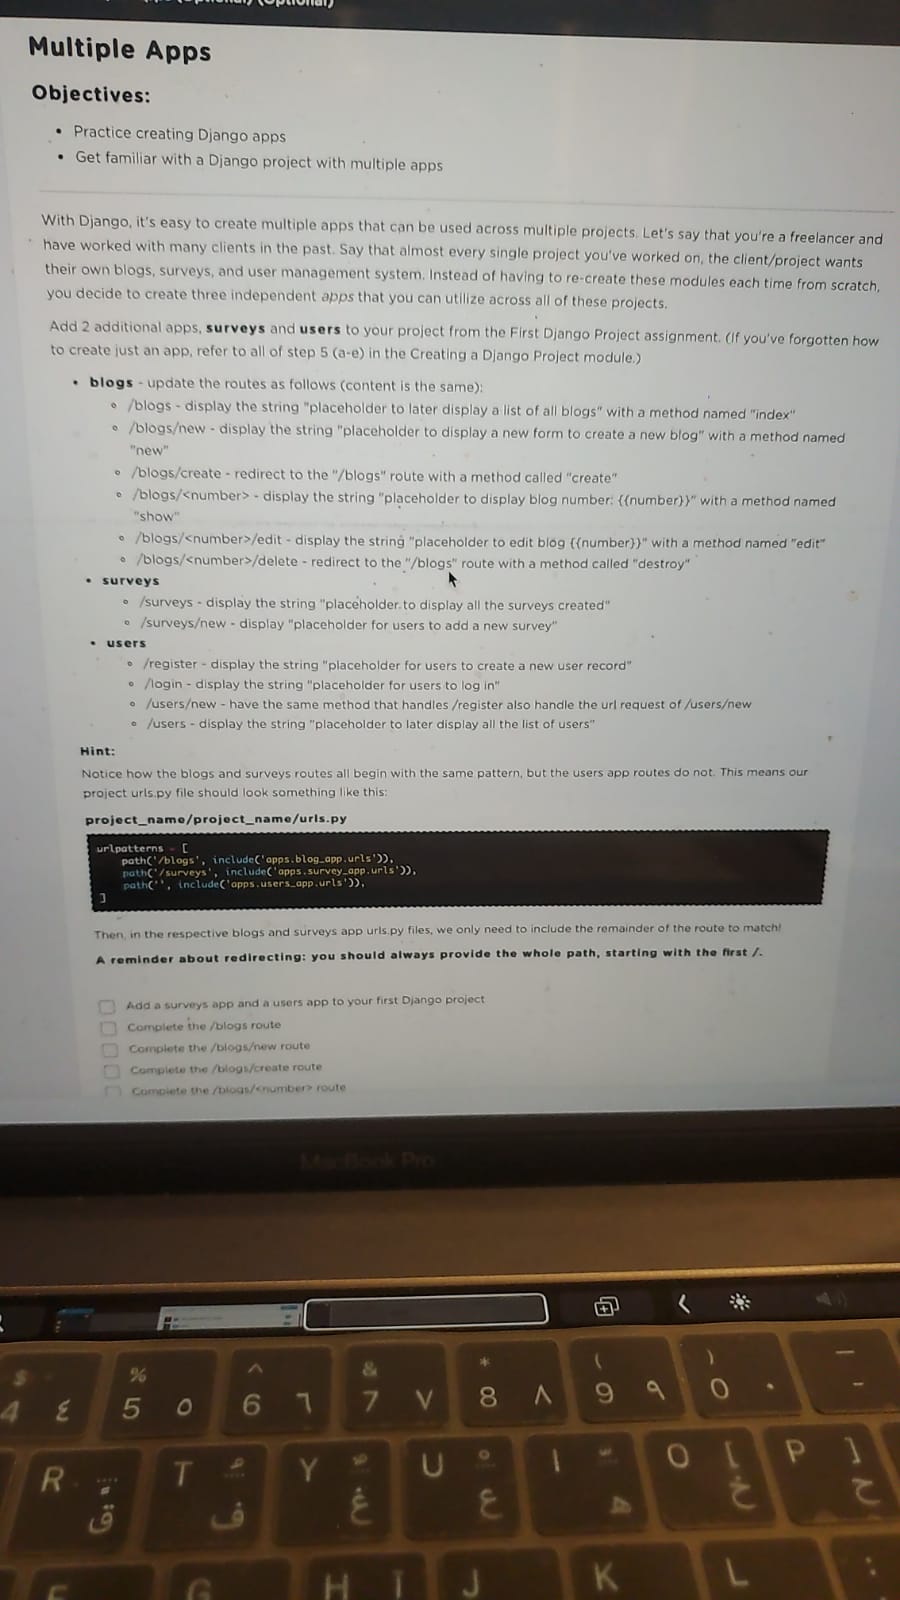 Multiple Apps
Objectives:
• Practice creating Django apps
• Get familiar with a Django project with multiple apps
With Django, it's easy to create multiple apps that can be used across multiple projects. Let's say that you're a freelancer and
have worked with many clients in the past. Say that almost every single project you've worked on, the client/project wants
their own blogs, surveys, and user management system. Instead of having to re-create these modules each time from scratch,
you decide to create three independent apps that you can utilize across all of these projects.
Add 2 additional apps, surveys and users to your project from the First Django Project assignment. (If you've forgotten how
to create just an app, refer to all of step 5 (a-e) in the Creating a Django Project module.)
• blogs - update the routes as follows (content is the same):
◦ /blogs - display the string "placeholder to later display a list of all blogs" with a method named "index"
◦ /blogs/new - display the string "placeholder to display a new form to create a new blog" with a method named
"new"
◦ /blogs/create - redirect to the "/blogs" route with a method called "create"
◦ /blogs/<number> - display the string "placeholder to display blog number: {{number}}" with a method named
"show"
◦ /blogs/<number>/edit - display the string "placeholder to edit blog {{number}}" with a method named "edit"
◦ /blogs/<number>/delete - redirect to the "/blogs" route with a method called "destroy"
• surveys
◦ /surveys - display the string "placeholder to display all the surveys created"
◦ /surveys/new - display "placeholder for users to add a new survey"
• users
◦ /register - display the string "placeholder for users to create a new user record"
◦ /login - display the string "placeholder for users to log in"
◦ /users/new - have the same method that handles /register also handle the url request of /users/new
◦ /users - display the string "placeholder to later display all the list of users"
Hint:
Notice how the blogs and surveys routes all begin with the same pattern, but the users app routes do not. This means our
project urls.py file should look something like this:
project_name/project_name/urls.py
urlpatterns = [
path('/blogs', include('apps.blog_app.urls')),
path('/surveys', include('apps.survey_app.urls')),
path('', include('apps.users_app.urls')),
]
Then, in the respective blogs and surveys app urls.py files, we only need to include the remainder of the route to match!
A reminder about redirecting: you should always provide the whole path, starting with the first /.
Add a surveys app and a users app to your first Django project
Complete the /blogs route
Complete the /blogs/new route
Complete the /blogs/create route
Complete the /blogs/<number> route
MacBook Pro
$ % ^ & * ( ) —
4 ٤ 5 ٥ 6 ٦ 7 ٧ 8 ٨ 9 ٩ 0 ٠ -
R ق T ف Y غ U ع I ه O خ P ح
F G H J K L :